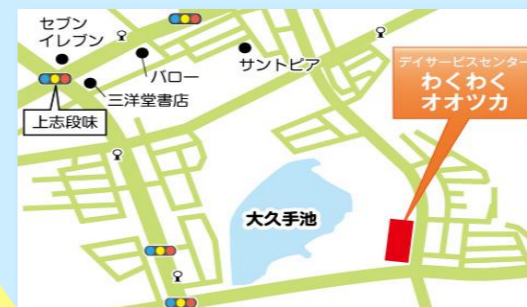 セブン
イレブン
バロー
サントピア
三洋堂書店
上志段味
デイサービスセンター
わくわく
オオツカ
大久手池